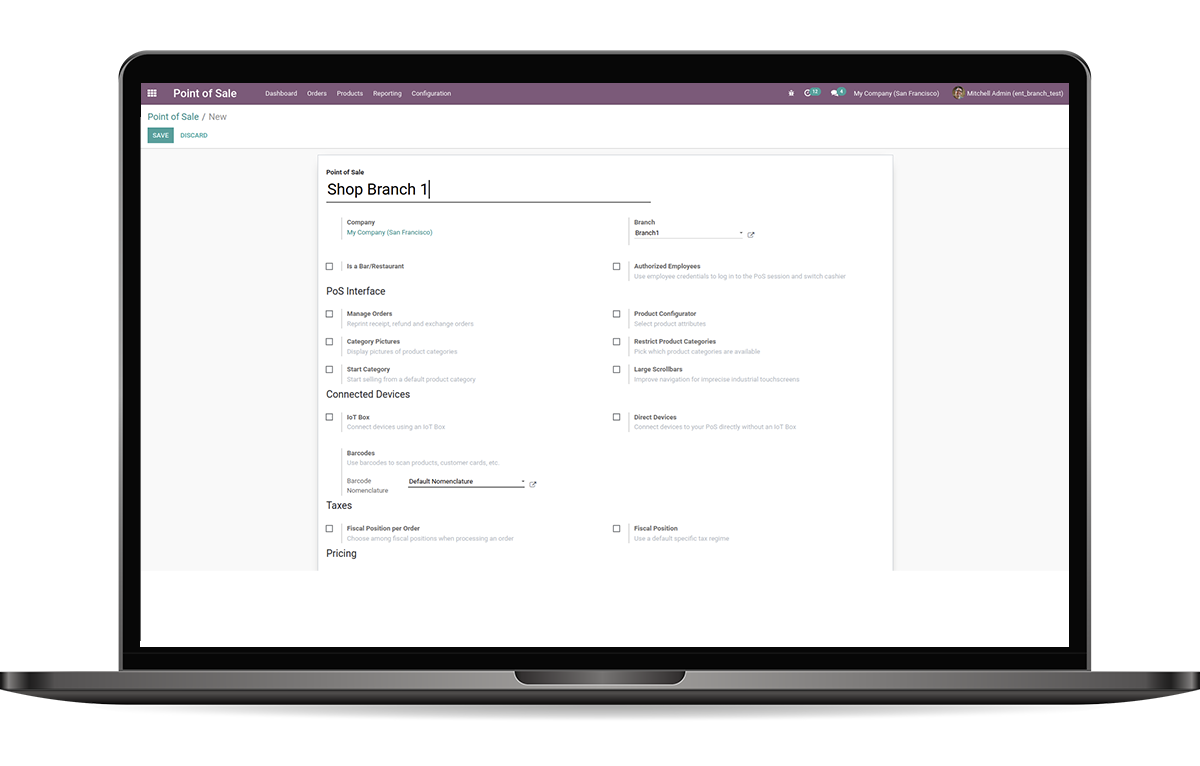 Point of Sale Dashboard Orders Products Reporting Configuration 12 4 My Company (San Francisco) Mitchell Admin (ent_branch_test)
Point of Sale / New
SAVE DISCARD
Point of Sale
Shop Branch 1
Company
My Company (San Francisco)
Branch
Branch1
Is a Bar/Restaurant
Authorized Employees
Use employee credentials to log in to the PoS session and switch cashier
PoS Interface
Manage Orders
Reprint receipt, refund and exchange orders
Product Configurator
Select product attributes
Category Pictures
Display pictures of product categories
Restrict Product Categories
Pick which product categories are available
Start Category
Start selling from a default product category
Large Scrollbars
Improve navigation for imprecise industrial touchscreens
Connected Devices
IoT Box
Connect devices using an IoT Box
Direct Devices
Connect devices to your PoS directly without an IoT Box
Barcodes
Use barcodes to scan products, customer cards, etc.
Barcode
Nomenclature
Default Nomenclature
Taxes
Fiscal Position per Order
Choose among fiscal positions when processing an order
Fiscal Position
Use a default specific tax regime
Pricing